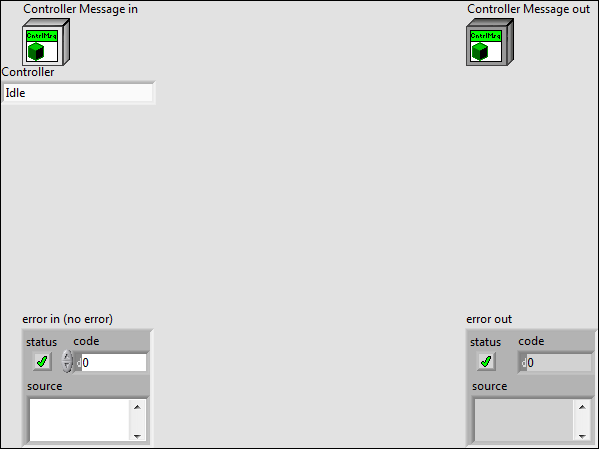 Controller Message in
Controller Message out
CntrlMsg
CntrlMsg
Controller
Idle
error in (no error)
error out
status
code
status
code
d
0
d
0
source
source